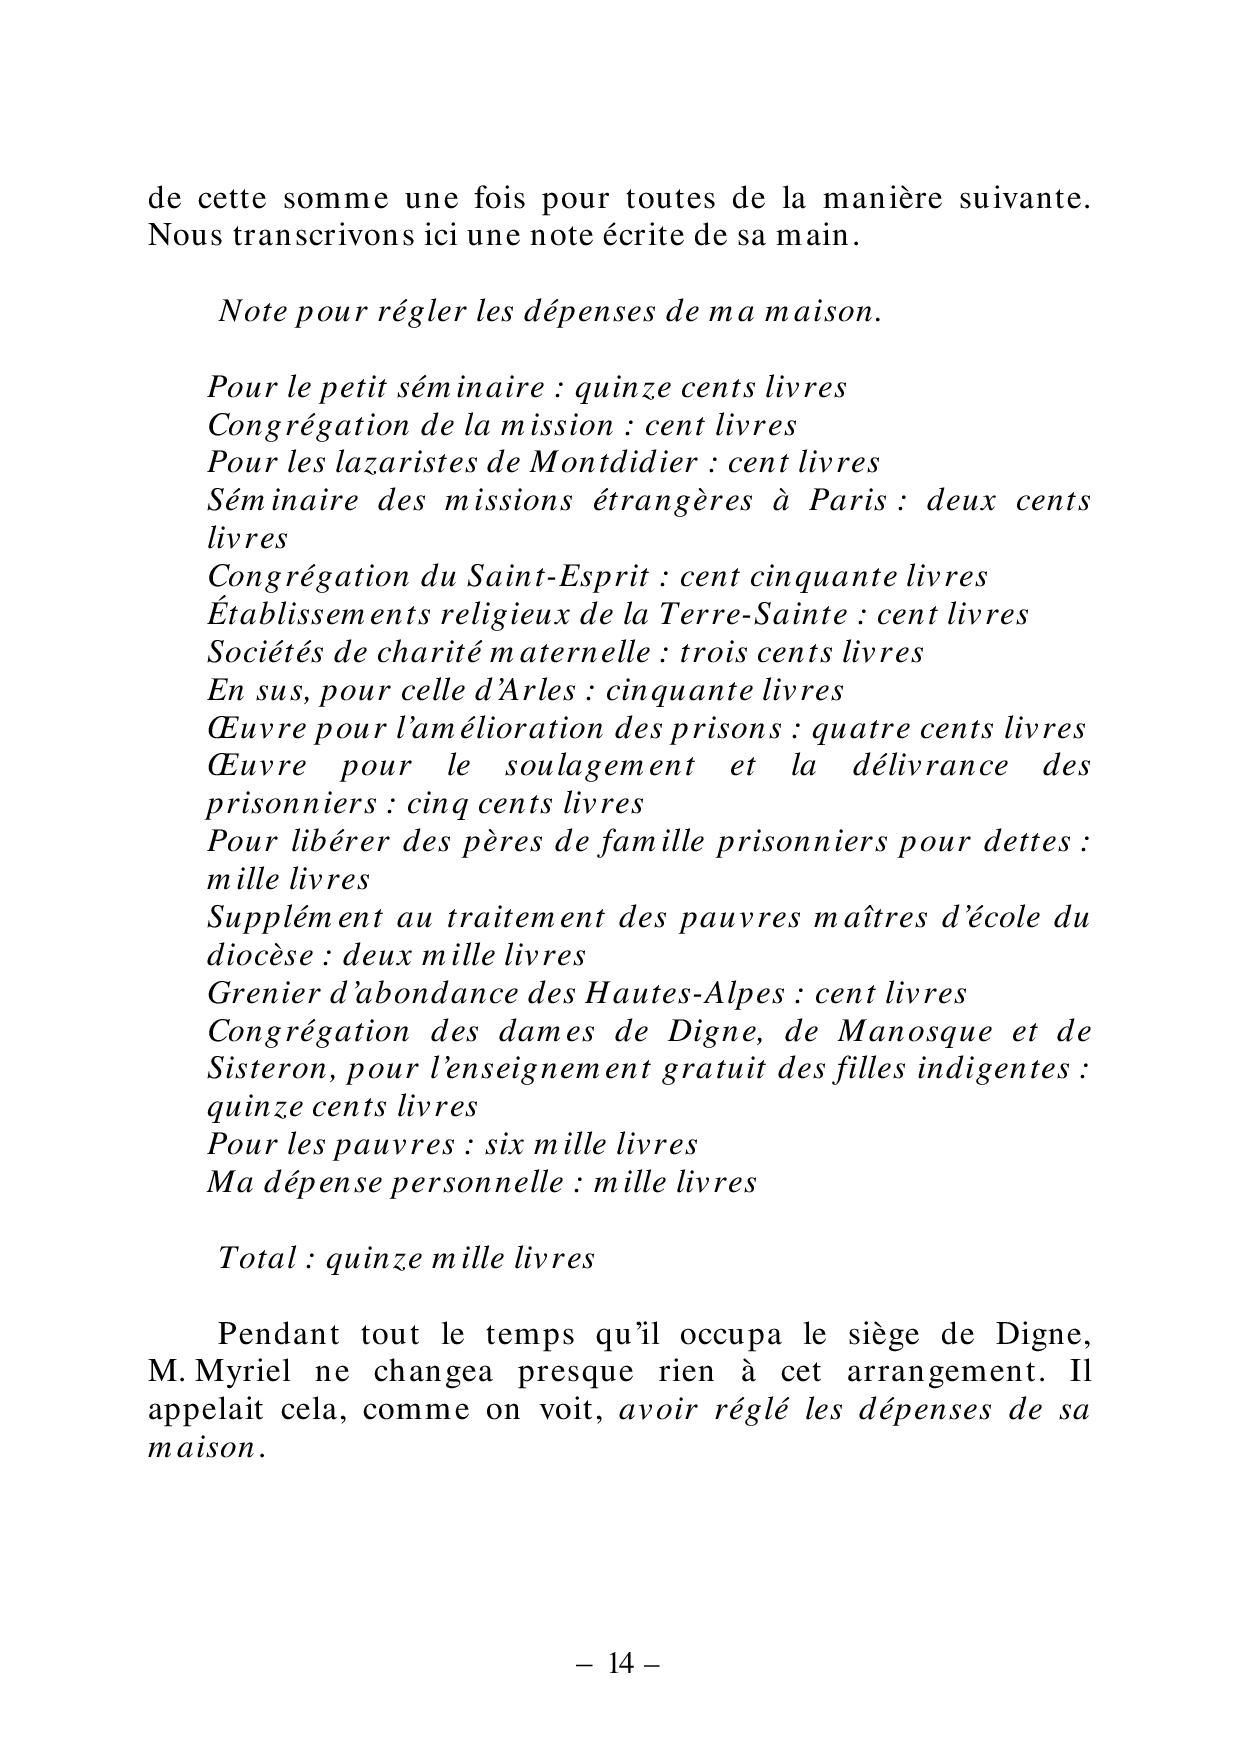 de cette somme une fois pour toutes de la manière suivante.
Nous transcrivons ici une note écrite de sa main.
Note pour régler les dépenses de ma maison.
Pour le petit séminaire : quinze cents livres
Congrégation de la mission : cent livres
Pour les lazaristes de Montdidier : cent livres
Séminaire des missions étrangères à Paris : deux cents
livres
Congrégation du Saint-Esprit : cent cinquante livres
Établissements religieux de la Terre-Sainte : cent livres
Sociétés de charité maternelle : trois cents livres
En sus, pour celle d’Arles : cinquante livres
Œuvre pour l’amélioration des prisons : quatre cents livres
Œuvre pour le soulagement et la délivrance des
prisonniers : cinq cents livres
Pour libérer des pères de famille prisonniers pour dettes :
mille livres
Supplément au traitement des pauvres maîtres d’école du
diocèse : deux mille livres
Grenier d’abondance des Hautes-Alpes : cent livres
Congrégation des dames de Digne, de Manosque et de
Sisteron, pour l’enseignement gratuit des filles indigentes :
quinze cents livres
Pour les pauvres : six mille livres
Ma dépense personnelle : mille livres
Total : quinze mille livres
Pendant tout le temps qu’il occupa le siège de Digne,
M. Myriel ne changea presque rien à cet arrangement. Il
appelait cela, comme on voit, avoir réglé les dépenses de sa
maison.
– 14 –